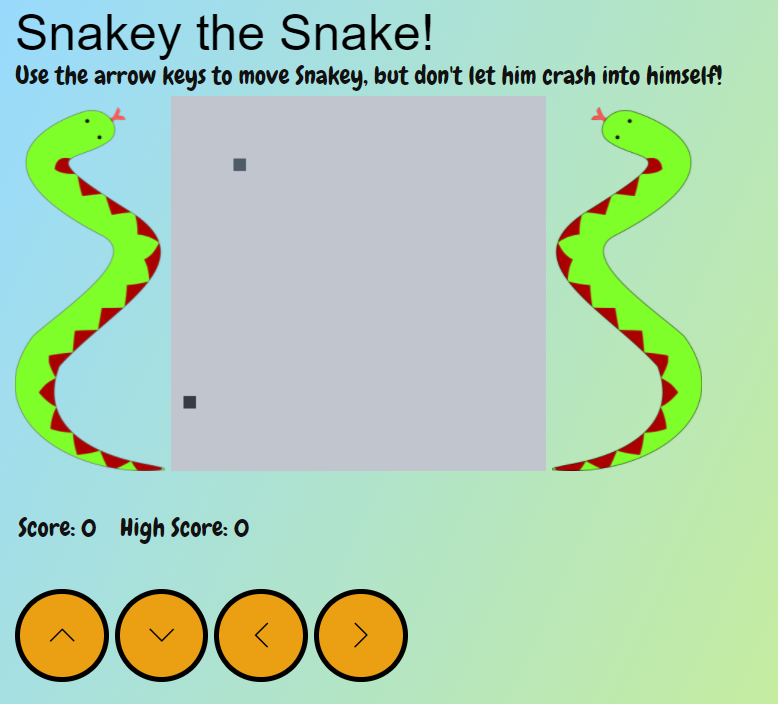 Snakey the Snake!
Use the arrow keys to move Snakey, but don't let him crash into himself!
Score: 0 High Score: 0